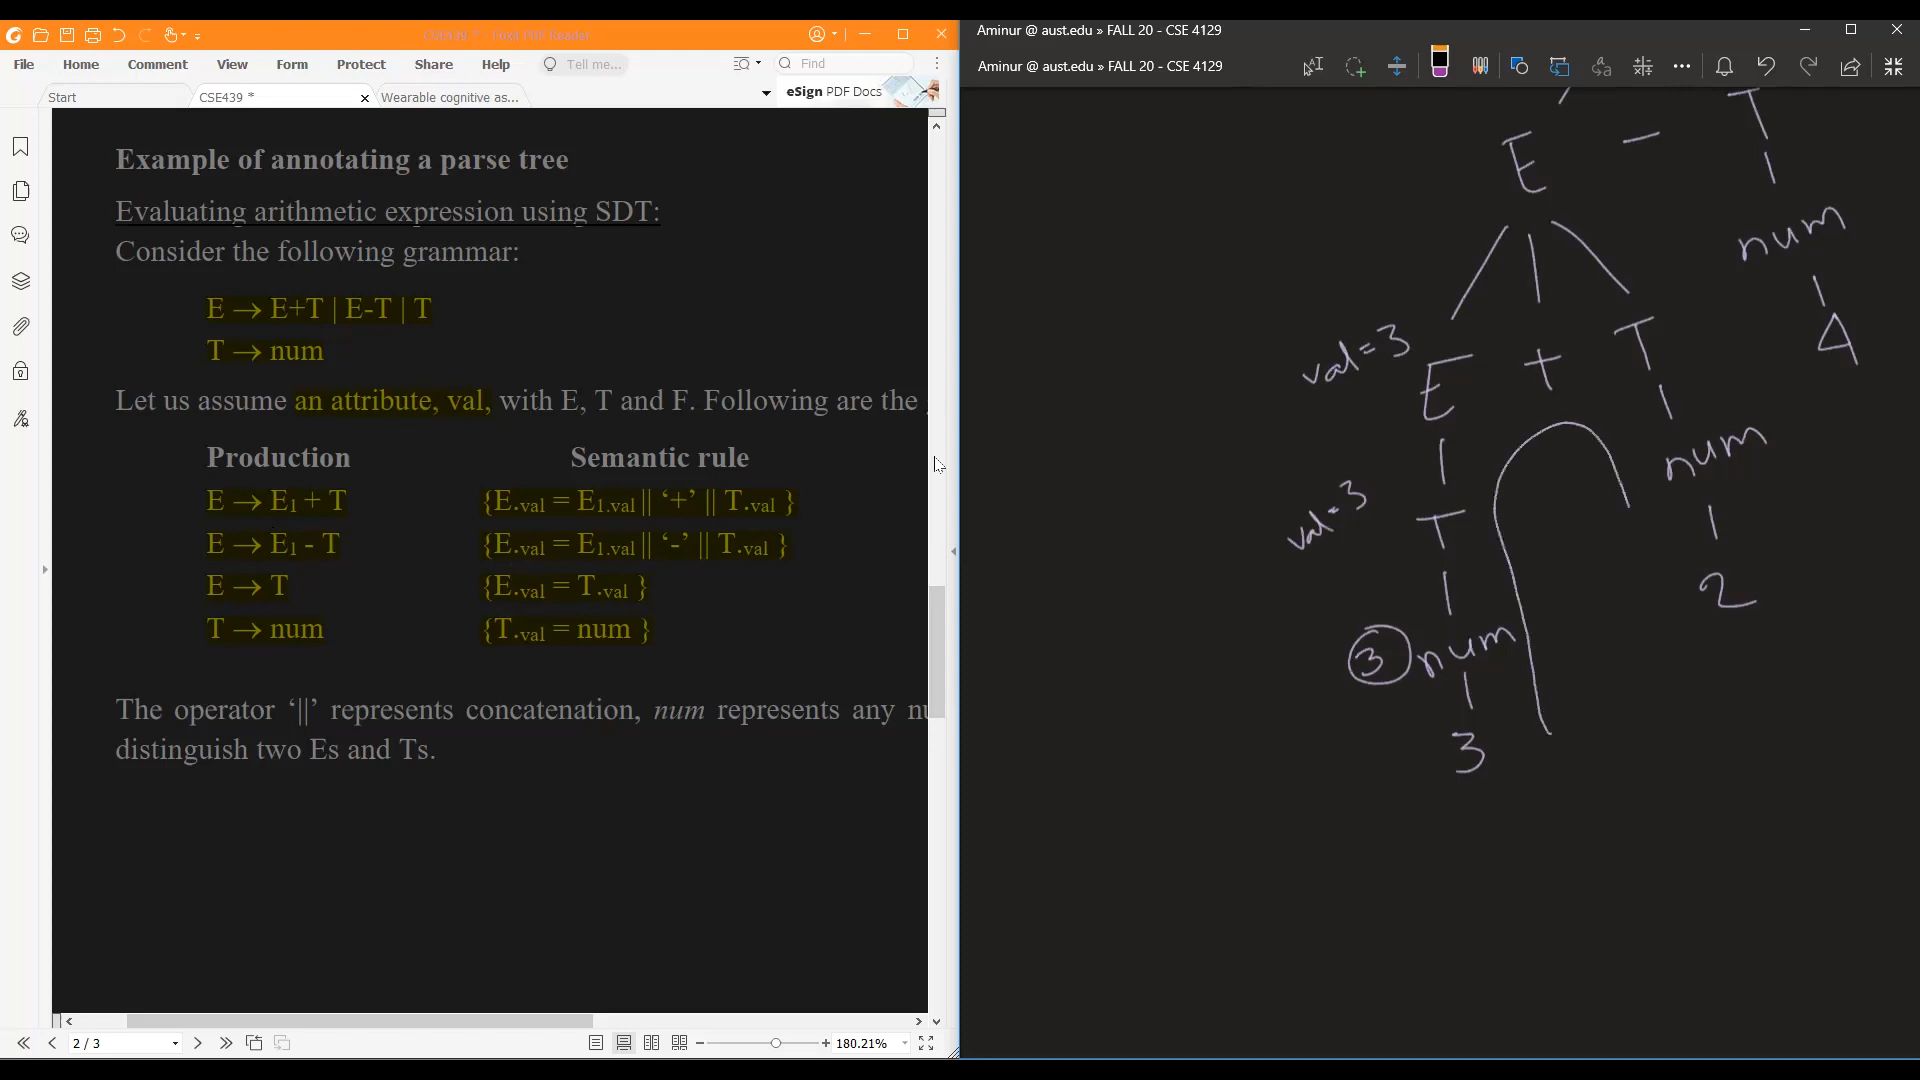 CSE439 * - Foxit PDF Reader
File Home Comment View Form Protect Share Help Tell me... Find
Start CSE439 * Wearable cognitive as... eSign PDF Docs
Example of annotating a parse tree
Evaluating arithmetic expression using SDT:
Consider the following grammar:
E → E+T | E-T | T
T → num
Let us assume an attribute, val, with E, T and F. Following are the
Production Semantic rule
E → E1 + T {E.val = E1.val || ‘+’ || T.val }
E → E1 - T {E.val = E1.val || ‘-’ || T.val }
E → T {E.val = T.val }
T → num {T.val = num }
The operator ‘||’ represents concatenation, num represents any nu
distinguish two Es and Ts.
2 / 3 180.21%
Aminur @ aust.edu » FALL 20 - CSE 4129
Aminur @ aust.edu » FALL 20 - CSE 4129
E - T
num
4
val=3 E + T
num
val=3 T
2
3 num
3